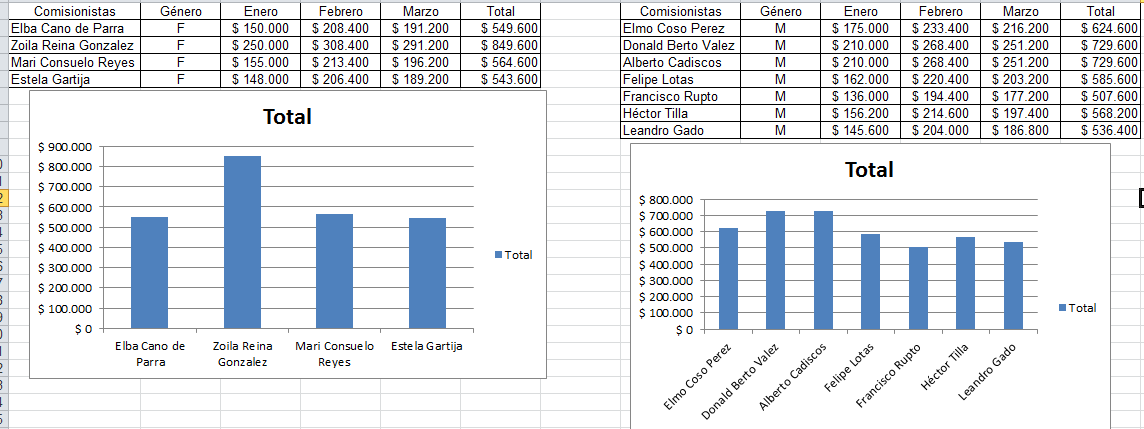 Comisionistas Género Enero Febrero Marzo Total
Elba Cano de Parra F $ 150.000 $ 208.400 $ 191.200 $ 549.600
Zoila Reina Gonzalez F $ 250.000 $ 308.400 $ 291.200 $ 849.600
Mari Consuelo Reyes F $ 155.000 $ 213.400 $ 196.200 $ 564.600
Estela Gartija F $ 148.000 $ 206.400 $ 189.200 $ 543.600
Total
$ 900.000
$ 800.000
$ 700.000
$ 600.000
$ 500.000
$ 400.000
$ 300.000
$ 200.000
$ 100.000
$ 0
Elba Cano de Parra
Zoila Reina Gonzalez
Mari Consuelo Reyes
Estela Gartija
Total
Comisionistas Género Enero Febrero Marzo Total
Elmo Coso Perez M $ 175.000 $ 233.400 $ 216.200 $ 624.600
Donald Berto Valez M $ 210.000 $ 268.400 $ 251.200 $ 729.600
Alberto Cadiscos M $ 210.000 $ 268.400 $ 251.200 $ 729.600
Felipe Lotas M $ 162.000 $ 220.400 $ 203.200 $ 585.600
Francisco Rupto M $ 136.000 $ 194.400 $ 177.200 $ 507.600
Héctor Tilla M $ 156.200 $ 214.600 $ 197.400 $ 568.200
Leandro Gado M $ 145.600 $ 204.000 $ 186.800 $ 536.400
Total
$ 800.000
$ 700.000
$ 600.000
$ 500.000
$ 400.000
$ 300.000
$ 200.000
$ 100.000
$ 0
Elmo Coso Perez
Donald Berto Valez
Alberto Cadiscos
Felipe Lotas
Francisco Rupto
Héctor Tilla
Leandro Gado
Total